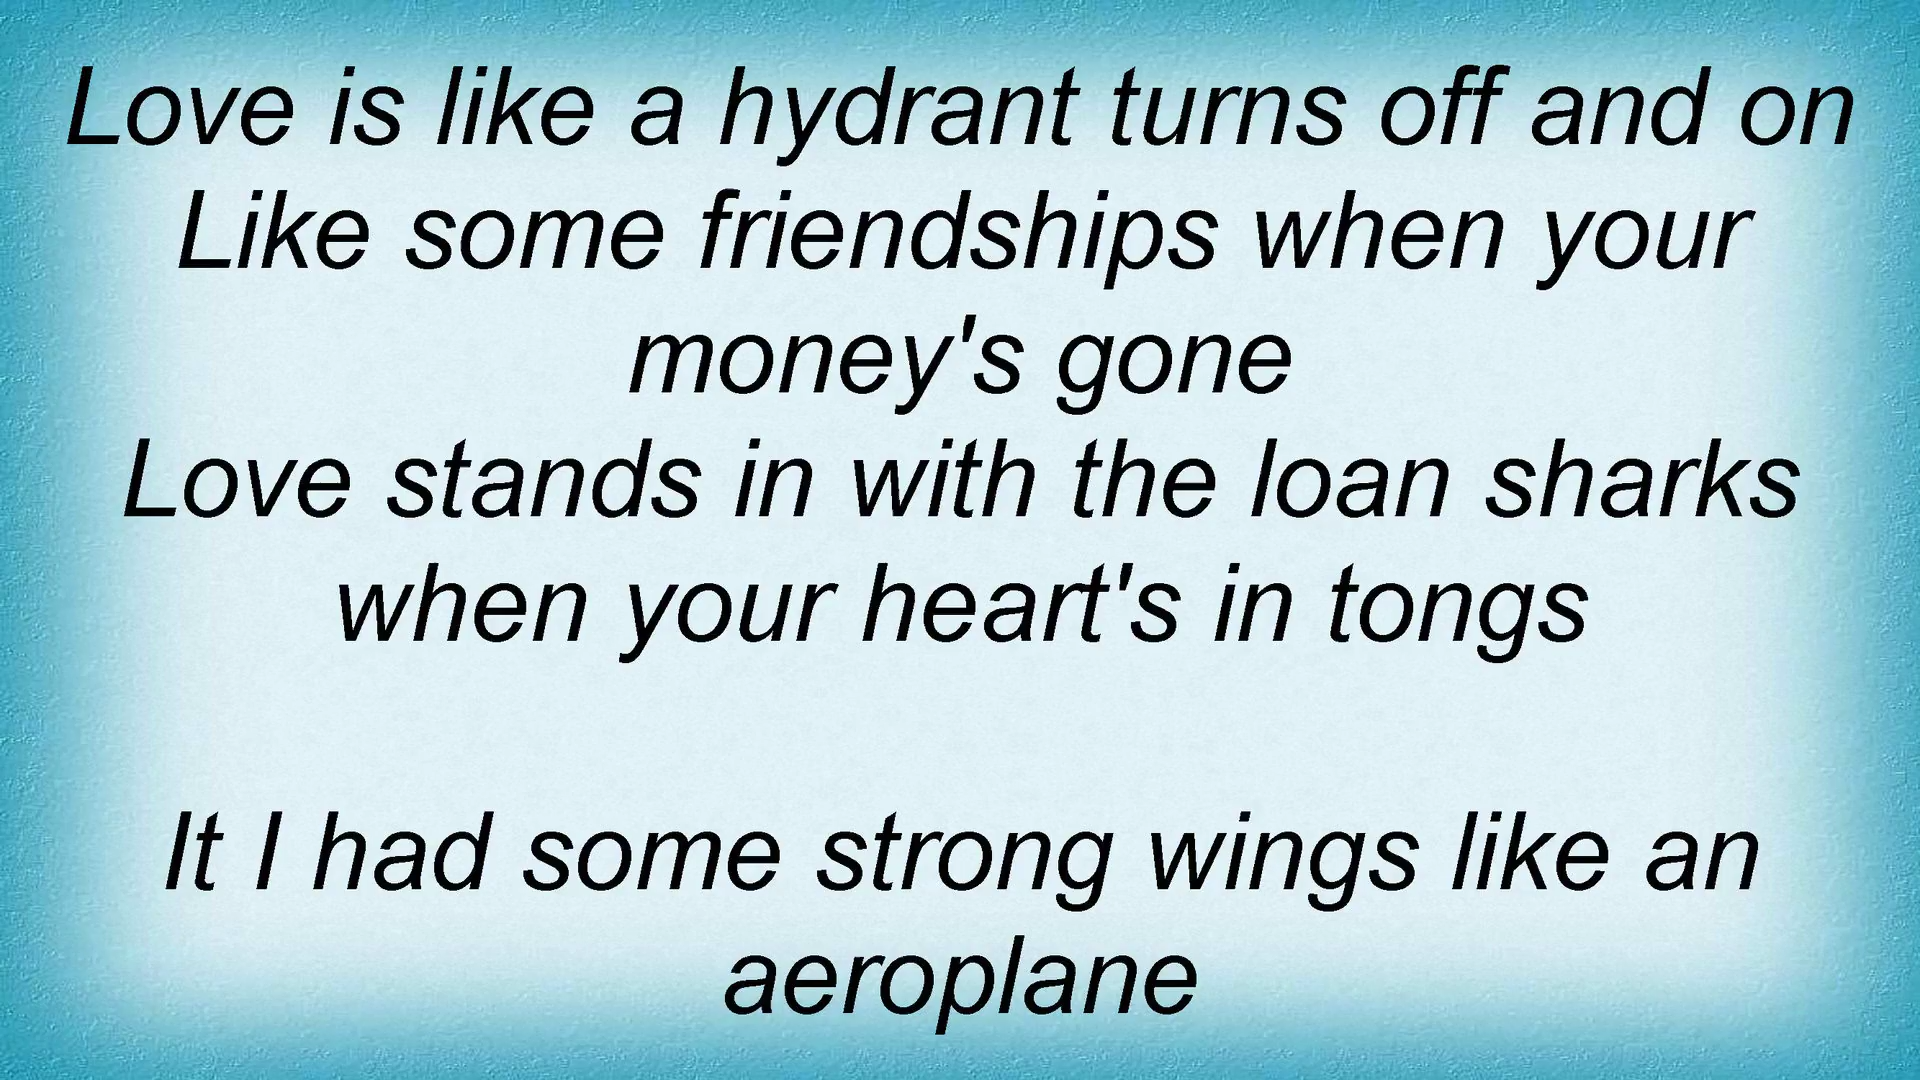 Love is like a hydrant turns off and on
Like some friendships when your
money's gone
Love stands in with the loan sharks
when your heart's in tongs
It I had some strong wings like an
aeroplane